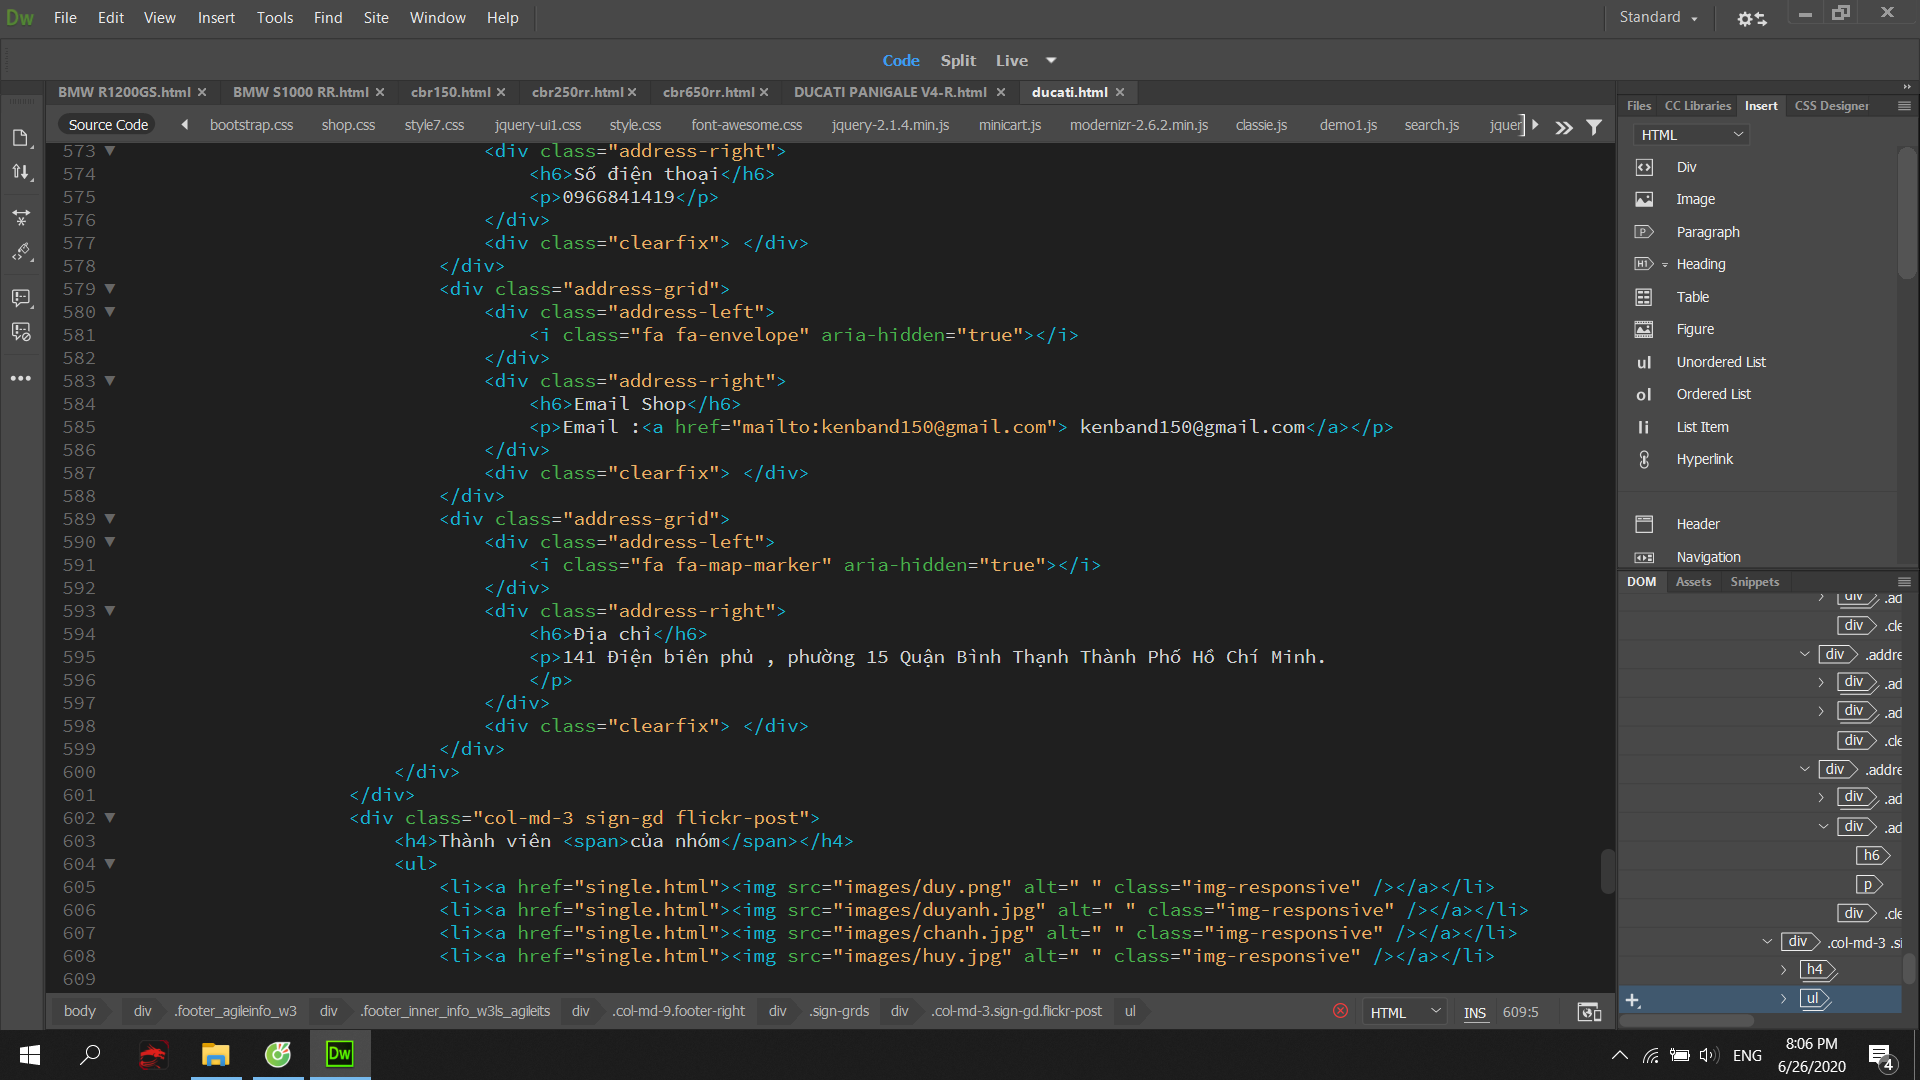 Dw File Edit View Insert Tools Find Site Window Help Standard
Code Split Live
BMW R1200GS.html BMW S1000 RR.html cbr150.html cbr250rr.html cbr650rr.html DUCATI PANIGALE V4-R.html ducati.html
Source Code bootstrap.css shop.css style7.css jquery-ui1.css style.css font-awesome.css jquery-2.1.4.min.js minicart.js modernizr-2.6.2.min.js classie.js demo1.js search.js jquer
573 <div class="address-right">
574 <h6>Số điện thoại</h6>
575 <p>0966841419</p>
576 </div>
577 <div class="clearfix"> </div>
578 </div>
579 <div class="address-grid">
580 <div class="address-left">
581 <i class="fa fa-envelope" aria-hidden="true"></i>
582 </div>
583 <div class="address-right">
584 <h6>Email Shop</h6>
585 <p>Email :<a href="mailto:kenband150@gmail.com"> kenband150@gmail.com</a></p>
586 </div>
587 <div class="clearfix"> </div>
588 </div>
589 <div class="address-grid">
590 <div class="address-left">
591 <i class="fa fa-map-marker" aria-hidden="true"></i>
592 </div>
593 <div class="address-right">
594 <h6>Địa chỉ</h6>
595 <p>141 Điện biên phủ , phường 15 Quận Bình Thạnh Thành Phố Hồ Chí Minh.
596 </p>
597 </div>
598 <div class="clearfix"> </div>
599 </div>
600 </div>
601 </div>
602 <div class="col-md-3 sign-gd flickr-post">
603 <h4>Thành viên <span>của nhóm</span></h4>
604 <ul>
605 <li><a href="single.html"><img src="images/duy.png" alt=" " class="img-responsive" /></a></li>
606 <li><a href="single.html"><img src="images/duyanh.jpg" alt=" " class="img-responsive" /></a></li>
607 <li><a href="single.html"><img src="images/chanh.jpg" alt=" " class="img-responsive" /></a></li>
608 <li><a href="single.html"><img src="images/huy.jpg" alt=" " class="img-responsive" /></a></li>
609
body div .footer_agileinfo_w3 div .footer_inner_info_w3ls_agileits div .col-md-9.footer-right div .sign-grds div .col-md-3.sign-gd.flickr-post ul HTML INS 609:5
Files CC Libraries Insert CSS Designer
HTML
Div
Image
Paragraph
H1 Heading
Table
Figure
ul Unordered List
ol Ordered List
li List Item
Hyperlink
Header
Navigation
DOM Assets Snippets
div .ad
div .cle
div .addre
div .ad
div .ad
div .cle
div .addre
div .ad
div .ad
h6
p
div .cle
div .col-md-3 .si
h4
ul
Dw ENG 8:06 PM
6/26/2020 4